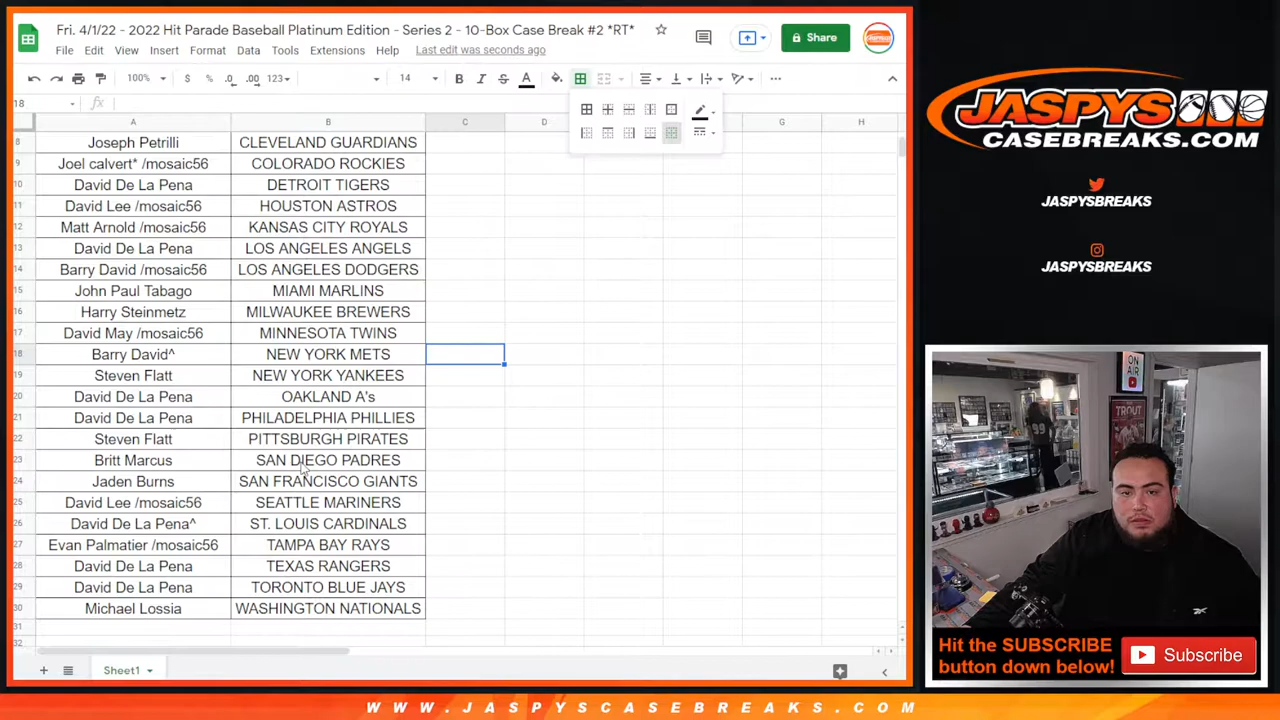 Fri. 4/1/22 - 2022 Hit Parade Baseball Platinum Edition - Series 2 - 10-Box Case Break #2 *RT*
Share
File Edit View Insert Format Data Tools Extensions Help Last edit was seconds ago
100% $ % .0 .00 123 14 B I S A
18 fx
A B C D E F G H
8 Joseph Petrilli CLEVELAND GUARDIANS
9 Joel calvert* /mosaic56 COLORADO ROCKIES
10 David De La Pena DETROIT TIGERS
11 David Lee /mosaic56 HOUSTON ASTROS
12 Matt Arnold /mosaic56 KANSAS CITY ROYALS
13 David De La Pena LOS ANGELES ANGELS
14 Barry David /mosaic56 LOS ANGELES DODGERS
15 John Paul Tabago MIAMI MARLINS
16 Harry Steinmetz MILWAUKEE BREWERS
17 David May /mosaic56 MINNESOTA TWINS
18 Barry David^ NEW YORK METS
19 Steven Flatt NEW YORK YANKEES
20 David De La Pena OAKLAND A's
21 David De La Pena PHILADELPHIA PHILLIES
22 Steven Flatt PITTSBURGH PIRATES
23 Britt Marcus SAN DIEGO PADRES
24 Jaden Burns SAN FRANCISCO GIANTS
25 David Lee /mosaic56 SEATTLE MARINERS
26 David De La Pena^ ST. LOUIS CARDINALS
27 Evan Palmatier /mosaic56 TAMPA BAY RAYS
28 David De La Pena TEXAS RANGERS
29 David De La Pena TORONTO BLUE JAYS
30 Michael Lossia WASHINGTON NATIONALS
31
32
Sheet1
JASPYS
CASEBREAKS.COM
JASPYSBREAKS
JASPYSBREAKS
ON AIR
TROUT
99
Hit the SUBSCRIBE
button down below!
Subscribe
WWW.JASPYSCASEBREAKS.COM